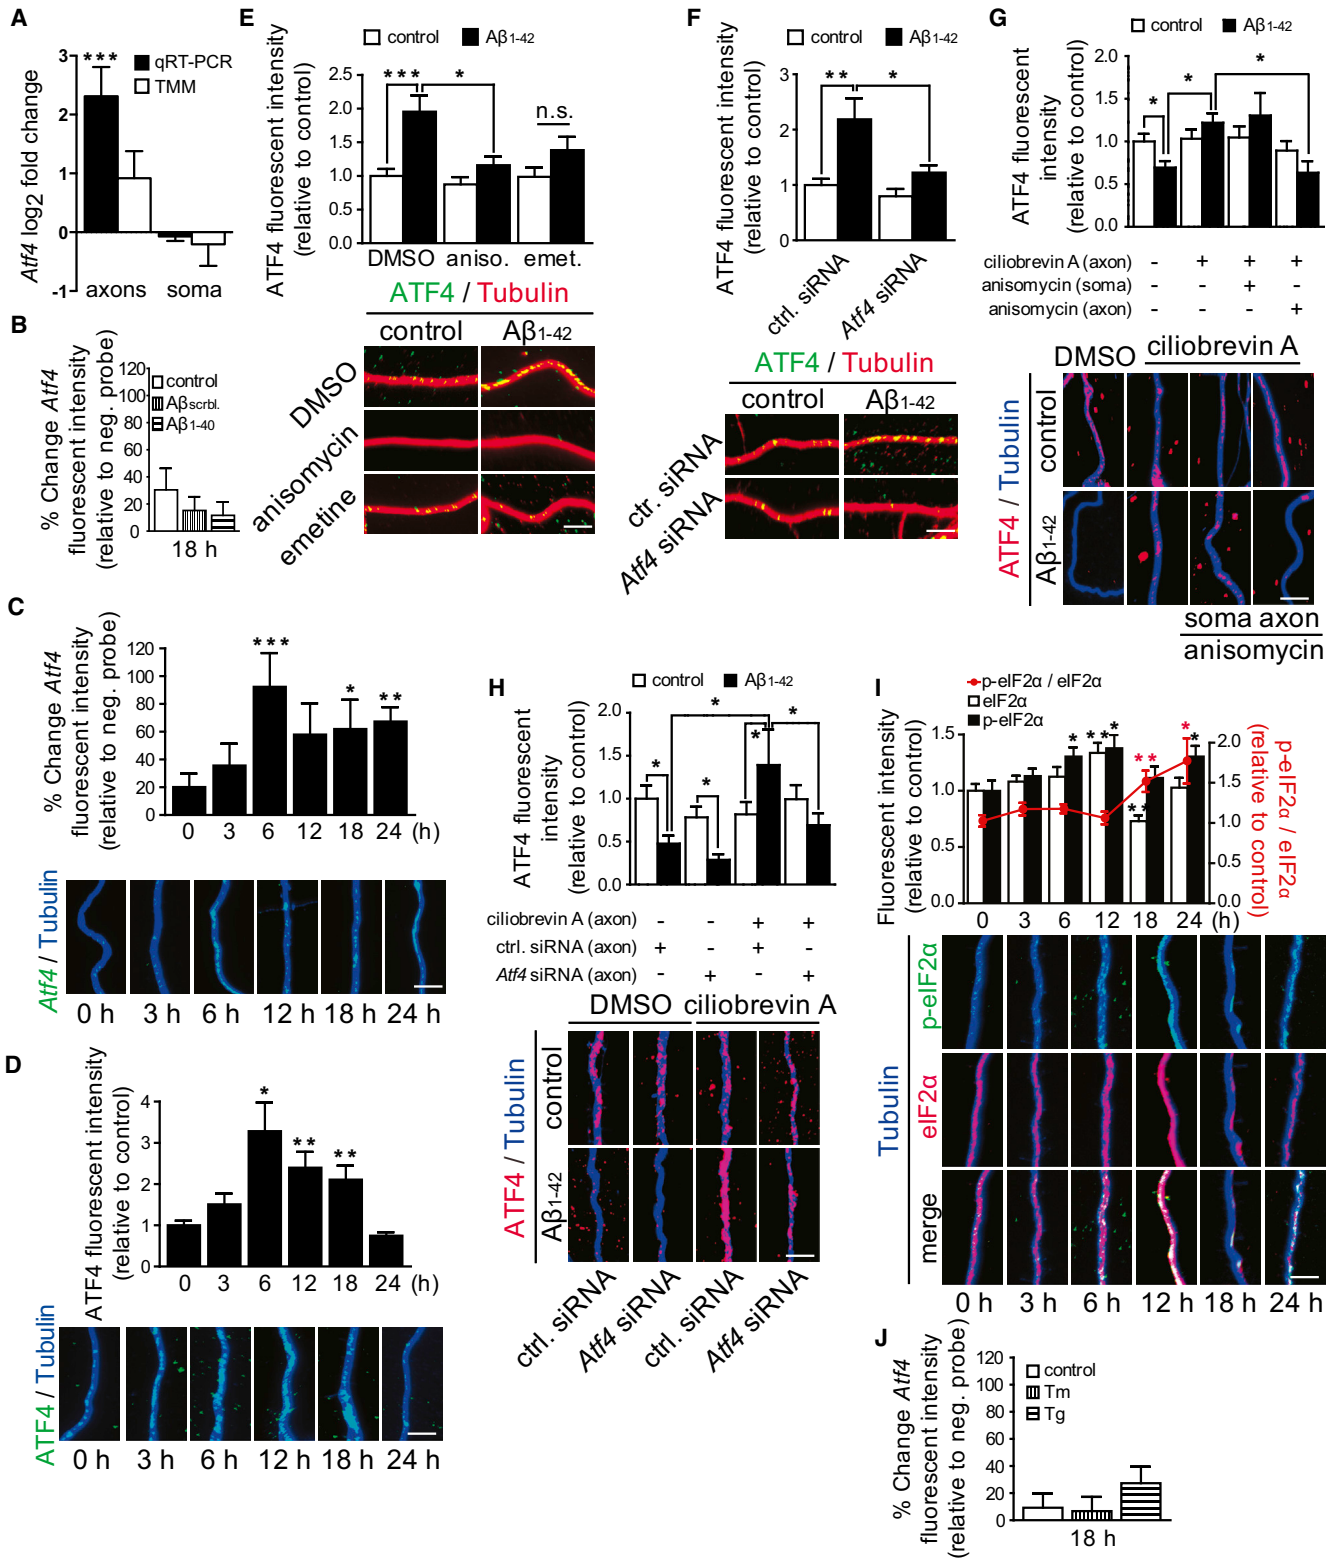 A
Atf4 log2 fold change
3
2
1
0
-1
***
qRT-PCR
TMM
axons soma
B
% Change Atf4
fluorescent intensity
(relative to neg. probe)
120
100
80
60
40
20
0
control
Aβscrbl.
Aβ1-40
18 h
C
% Change Atf4
fluorescent intensity
(relative to neg. probe)
120
100
80
60
40
20
0
*** * **
0 3 6 12 18 24 (h)
Atf4 / Tubulin
0 h 3 h 6 h 12 h 18 h 24 h
D
ATF4 fluorescent intensity
(relative to control)
4
3
2
1
0
* ** **
0 3 6 12 18 24 (h)
ATF4 / Tubulin
0 h 3 h 6 h 12 h 18 h 24 h
E
ATF4 fluorescent intensity
(relative to control)
control Aβ1-42
2.5
2.0
1.5
1.0
0.5
0.0
*** * n.s.
DMSO aniso. emet.
ATF4 / Tubulin
control Aβ1-42
DMSO
anisomycin
emetine
F
ATF4 fluorescent intensity
(relative to control)
control Aβ1-42
3
2
1
0
** *
ctrl. siRNA
Atf4 siRNA
ATF4 / Tubulin
control Aβ1-42
ctr. siRNA
Atf4 siRNA
G
ATF4 fluorescent
intensity
(relative to control)
control Aβ1-42
2.0
1.5
1.0
0.5
0.0
* * *
ciliobrevin A (axon) - + + +
anisomycin (soma) - - + -
anisomycin (axon) - - - +
DMSO ciliobrevin A
ATF4 / Tubulin
control
Aβ1-42
soma axon
anisomycin
H
ATF4 fluorescent
intensity
(relative to control)
control Aβ1-42
2.0
1.5
1.0
0.5
0.0
* * * * *
ciliobrevin A (axon) - - + +
ctrl. siRNA (axon) + - + -
Atf4 siRNA (axon) - + - +
DMSO ciliobrevin A
ATF4 / Tubulin
control
Aβ1-42
ctrl. siRNA
Atf4 siRNA
ctrl. siRNA
Atf4 siRNA
I
p-eIF2α / eIF2α
eIF2α
p-eIF2α
Fluorescent intensity
(relative to control)
1.5
1.0
0.5
0.0
* ** * ** ** * *
2.0
1.5
1.0
0.5
0.0
p-eIF2α / eIF2α
(relative to control)
0 3 6 12 18 24 (h)
Tubulin
p-eIF2α
eIF2α
merge
0 h 3 h 6 h 12 h 18 h 24 h
J
% Change Atf4
fluorescent intensity
(relative to neg. probe)
120
100
80
60
40
20
0
control
Tm
Tg
18 h